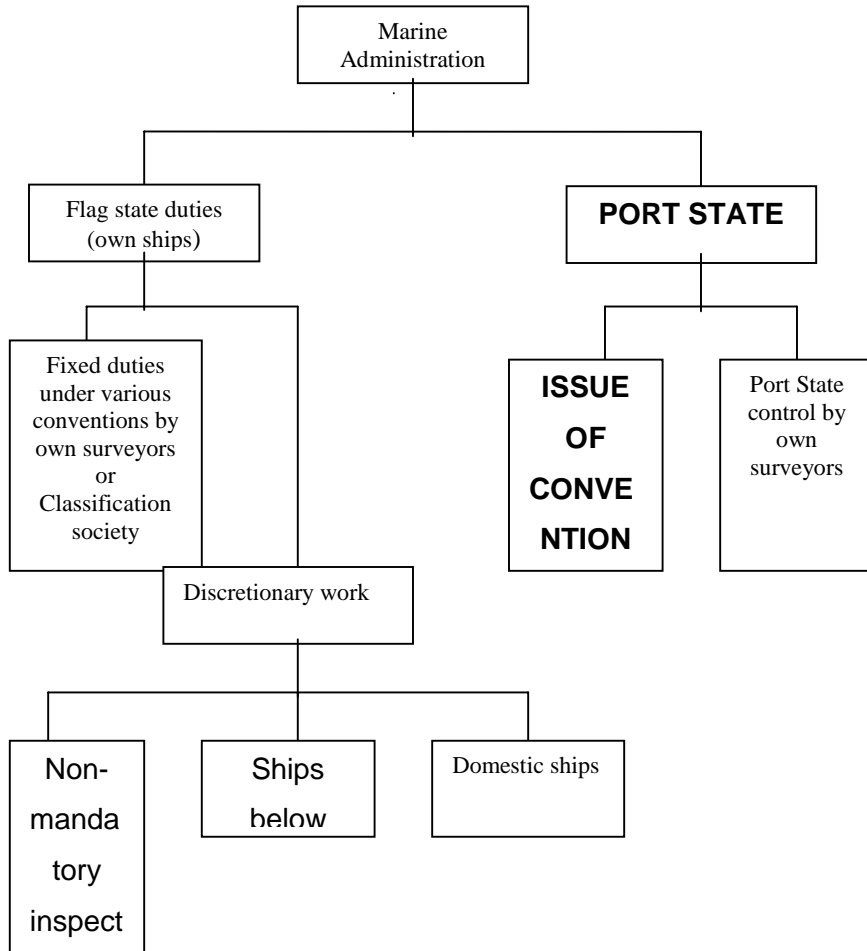 Marine
Administration
Flag state duties
(own ships)
PORT STATE
Fixed duties
under various
conventions by
own surveyors
or
Classification
society
ISSUE
OF
CONVE
NTION
Port State
control by
own
surveyors
Discretionary work
Non-
manda
tory
inspect
Ships
below
Domestic ships